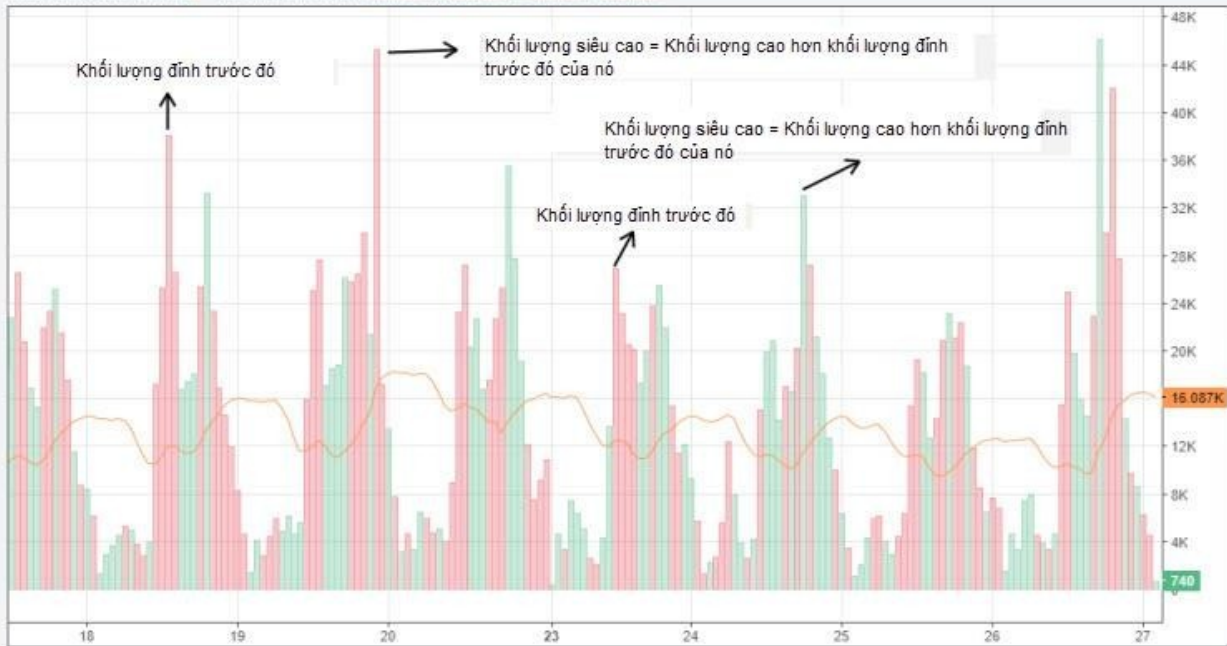 Khối lượng siêu cao = Khối lượng cao hơn khối lượng đỉnh
trước đó của nó
Khối lượng đỉnh trước đó
Khối lượng siêu cao = Khối lượng cao hơn khối lượng đỉnh
trước đó của nó
Khối lượng đỉnh trước đó
48K
44K
40K
36K
32K
28K
24K
20K
16.087K
12K
8K
4K
740
0
18
19
20
23
24
25
26
27